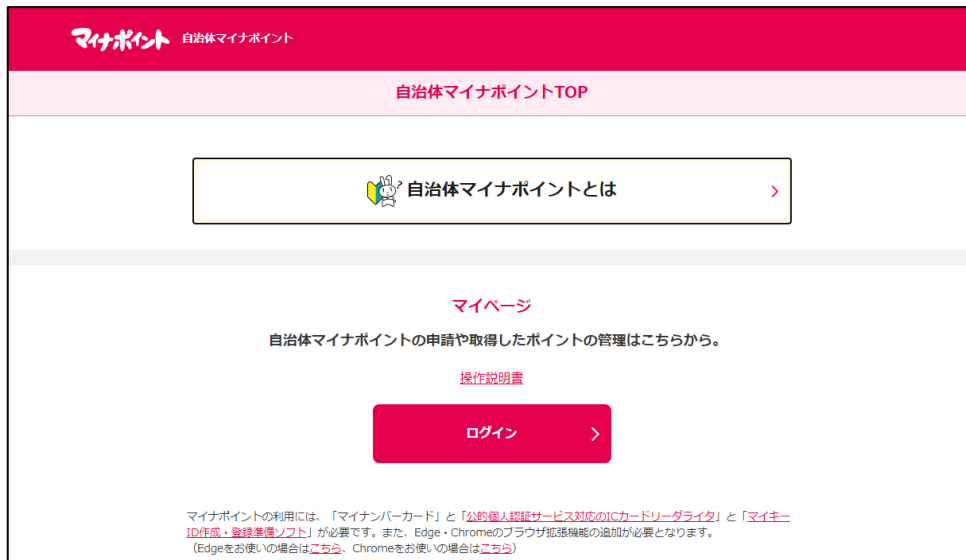 マイナポイント 自治体マイナポイント
自治体マイナポイントTOP
自治体マイナポイントとは
マイページ
自治体マイナポイントの申請や取得したポイントの管理はこちらから。
操作説明書
ログイン
マイナポイントの利用には、「マイナンバーカード」と「公的個人認証サービス対応のICカードリーダライタ」と「マイキー
ID作成・登録準備ソフト」が必要です。また、Edge・Chromeのブラウザ拡張機能の追加が必要となります。
（Edgeをお使いの場合はこちら、Chromeをお使いの場合はこちら）